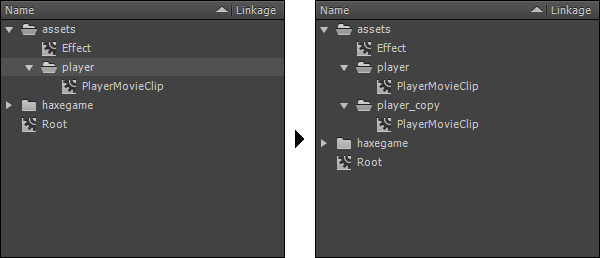 Name Linkage
assets
Effect
player
PlayerMovieClip
haxegame
Root
Name Linkage
assets
Effect
player
PlayerMovieClip
player_copy
PlayerMovieClip
haxegame
Root